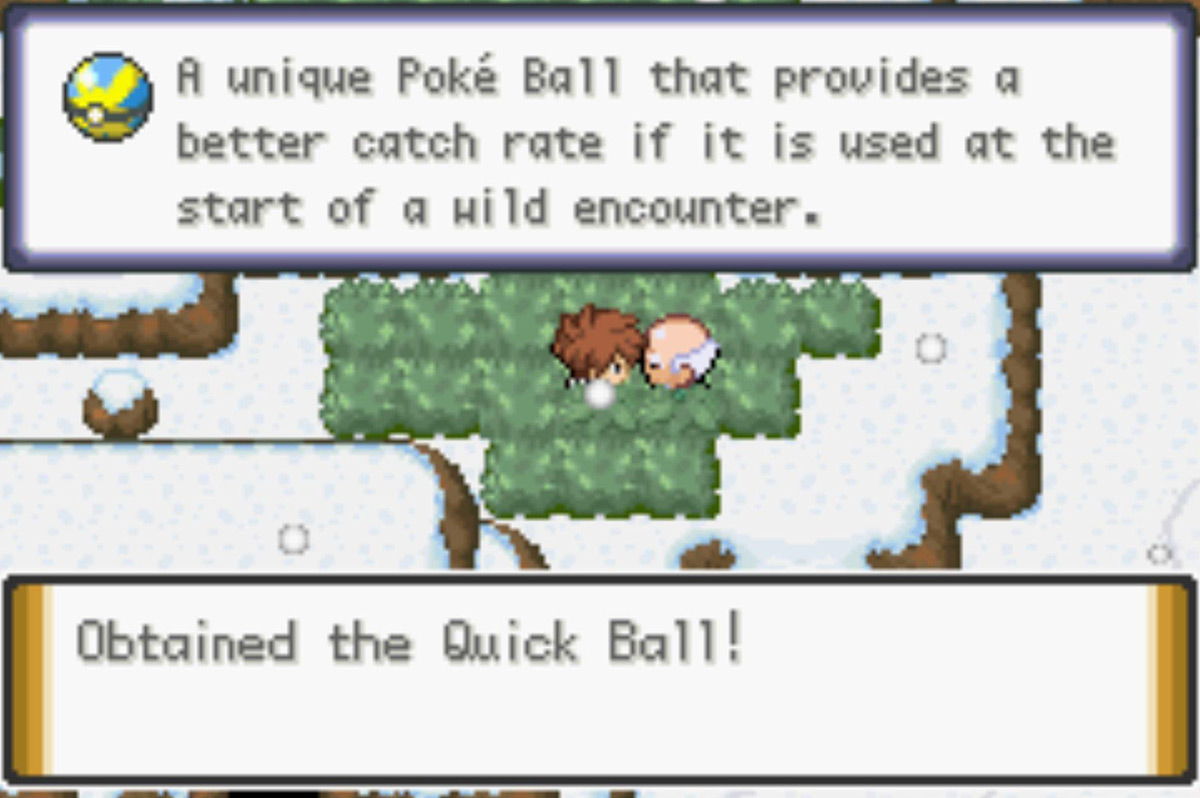 A unique Poké Ball that provides a
better catch rate if it is used at the
start of a wild encounter.
Obtained the Quick Ball!